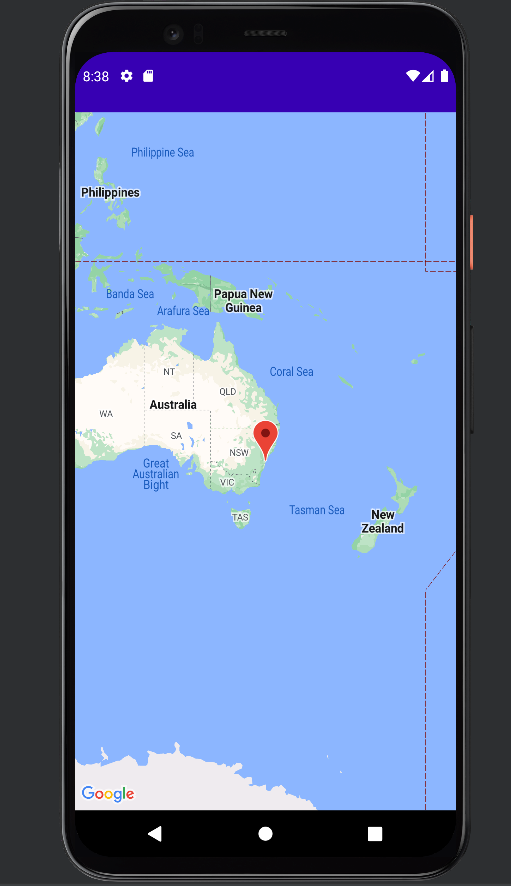 8:38
Philippine Sea
Philippines
Banda Sea
Papua New
Guinea
Arafura Sea
NT
Coral Sea
QLD
WA
Australia
SA
NSW
Great
Australian
Bight
VIC
TAS
Tasman Sea
New
Zealand
Google